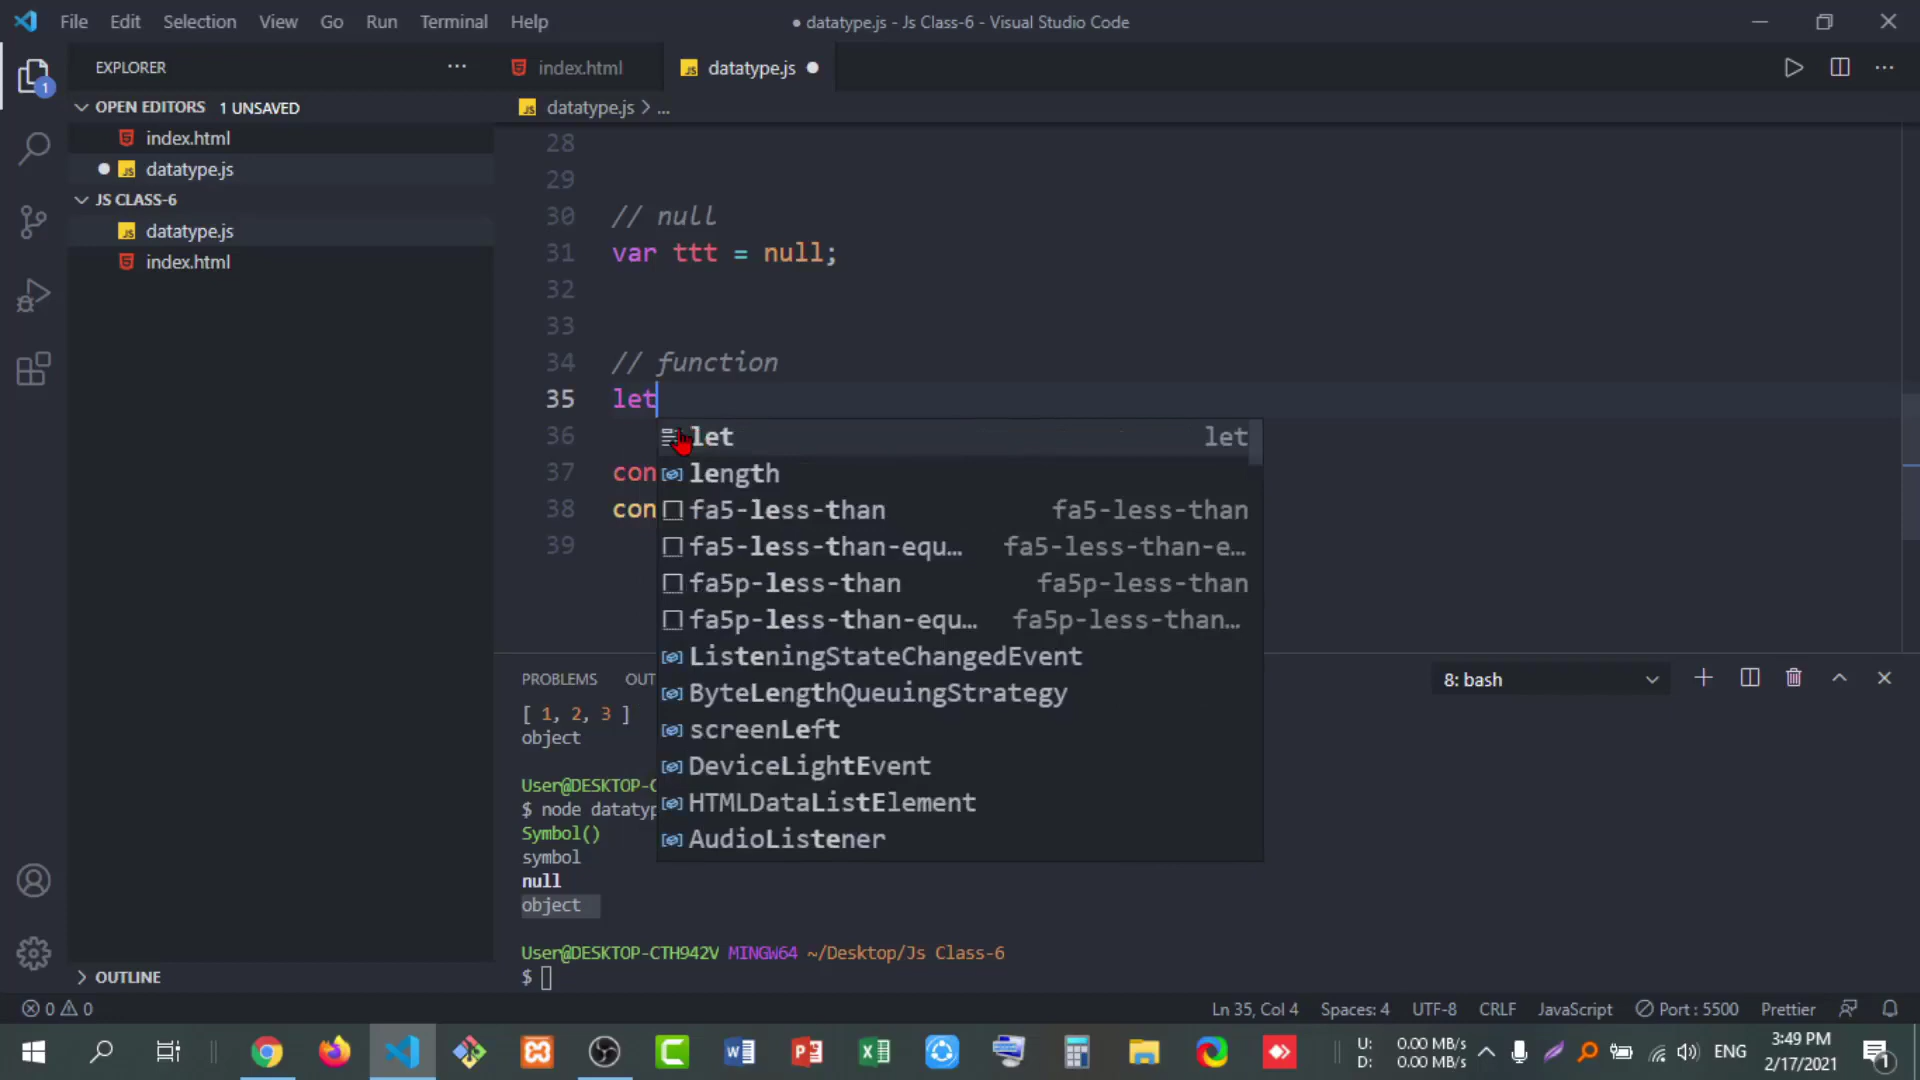 File Edit Selection View Go Run Terminal Help
● datatype.js - Js Class-6 - Visual Studio Code
EXPLORER
OPEN EDITORS 1 UNSAVED
index.html
datatype.js
JS CLASS-6
datatype.js
index.html
OUTLINE
1
index.html
datatype.js
datatype.js > ...
28
29
30 // null
31 var ttt = null;
32
33
34 // function
35 let
36
37 con
38 con
39
let let
length
fa5-less-than fa5-less-than
fa5-less-than-equ… fa5-less-than-e…
fa5p-less-than fa5p-less-than
fa5p-less-than-equ… fa5p-less-than…
ListeningStateChangedEvent
ByteLengthQueuingStrategy
screenLeft
DeviceLightEvent
HTMLDataListElement
AudioListener
PROBLEMS OUT
8: bash
[ 1, 2, 3 ]
object
User@DESKTOP-C
$ node datatyp
Symbol()
symbol
null
object
User@DESKTOP-CTH942V MINGW64 ~/Desktop/Js Class-6
$
0 0
Ln 35, Col 4 Spaces: 4 UTF-8 CRLF JavaScript Port : 5500 Prettier
U: 0.00 MB/s
D: 0.00 MB/s
ENG
3:49 PM
2/17/2021
1